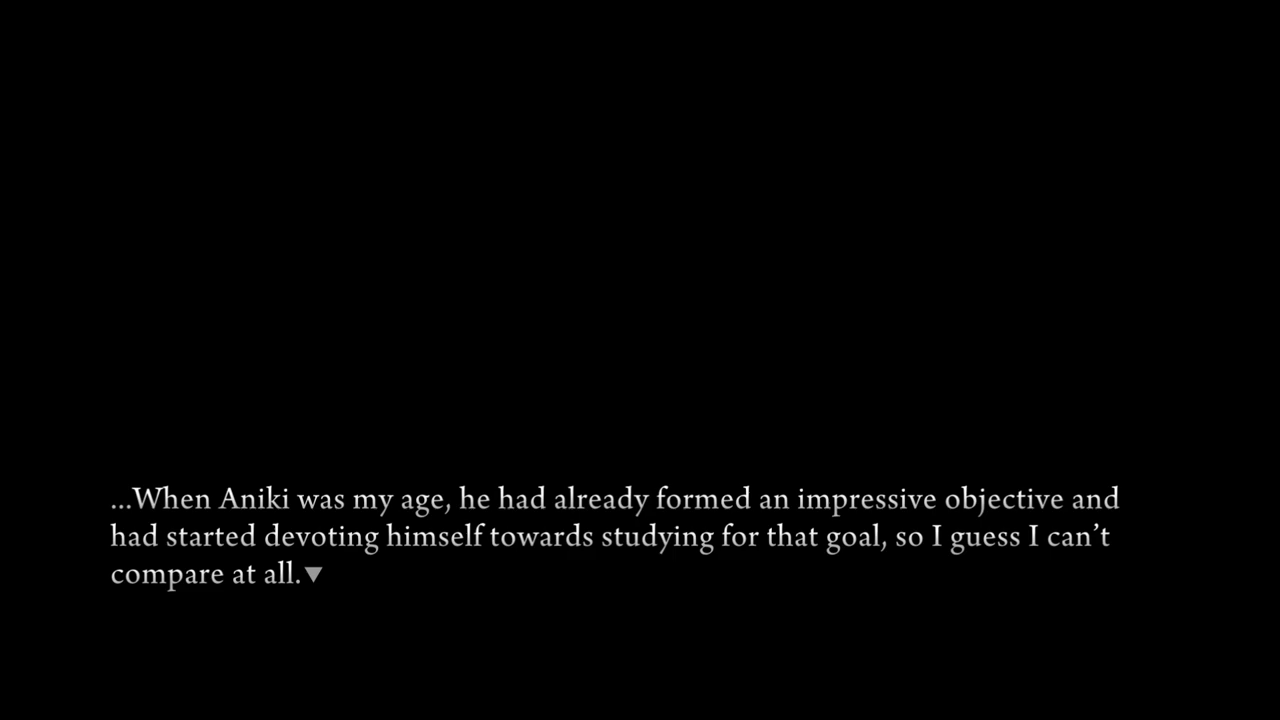 ...When Aniki was my age, he had already formed an impressive objective and
had started devoting himself towards studying for that goal, so I guess I can’t
compare at all.